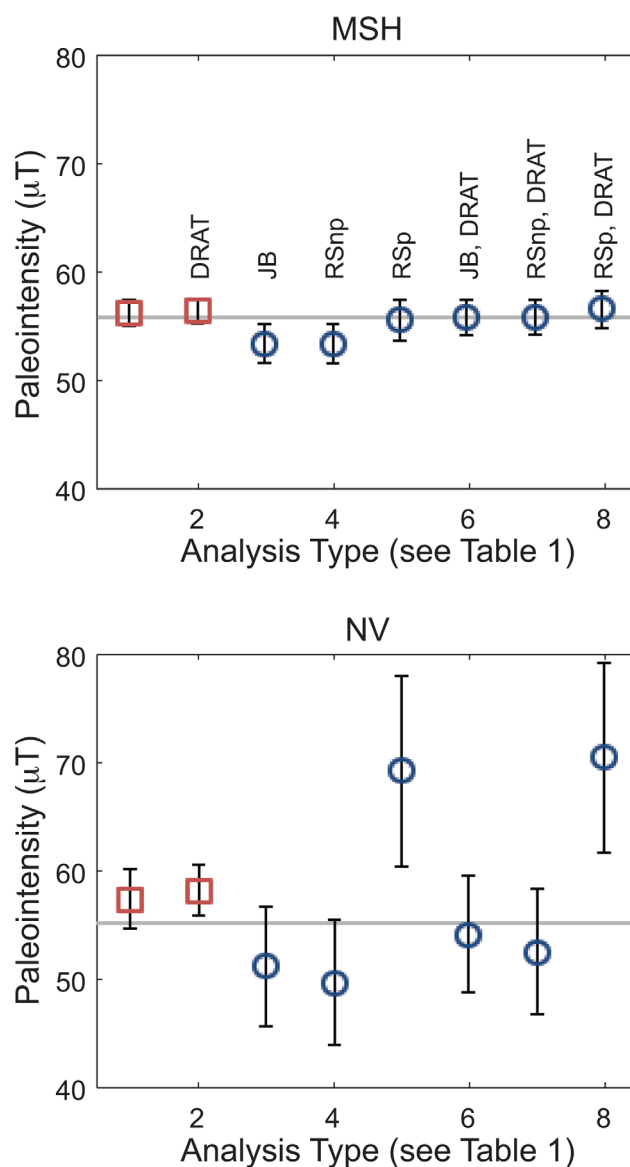 MSH
80
70
60
50
40
Paleointensity (μT)
DRAT
JB
RSnp
RSp
JB, DRAT
RSnp, DRAT
RSp, DRAT
2
4
6
8
Analysis Type (see Table 1)
NV
80
70
60
50
40
Paleointensity (μT)
2
4
6
8
Analysis Type (see Table 1)